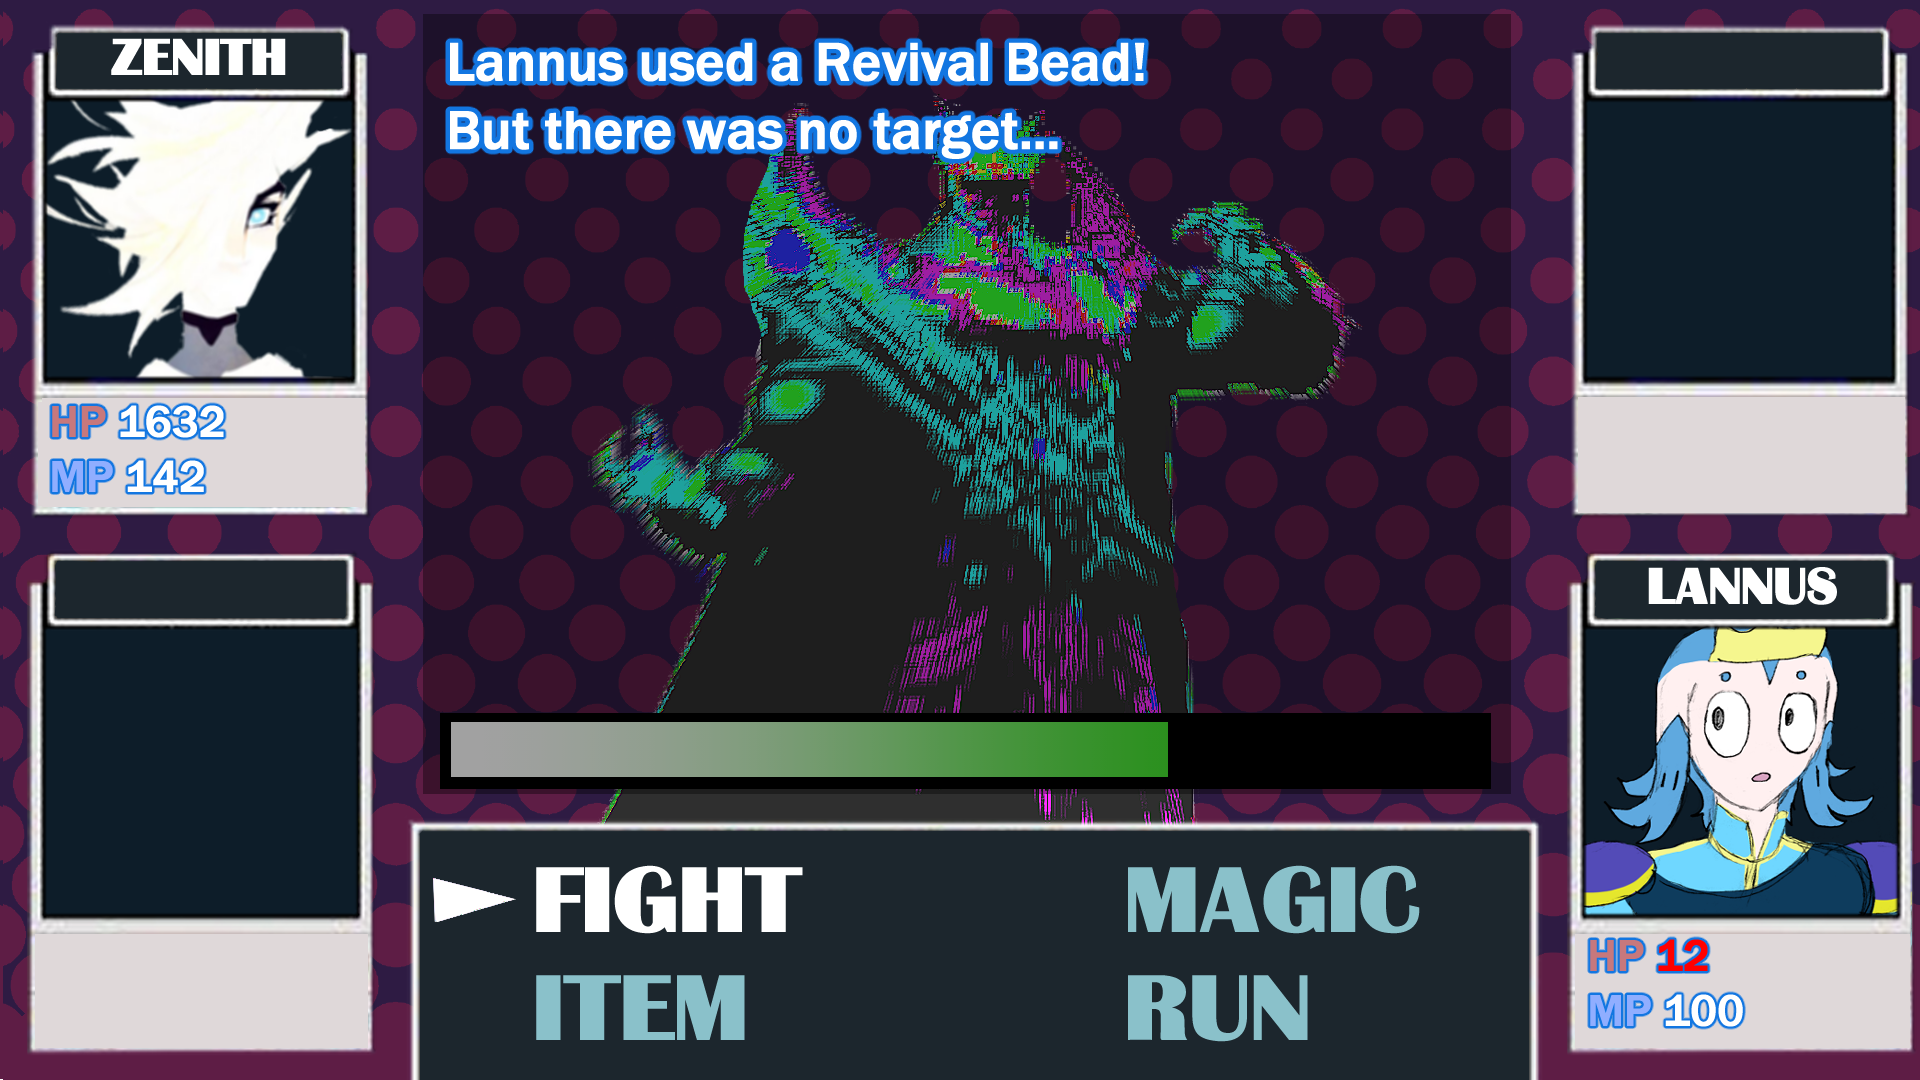 ZENITH
HP 1632
MP 142
Lannus used a Revival Bead!
But there was no target...
LANNUS
HP 12
MP 100
FIGHT
MAGIC
ITEM
RUN